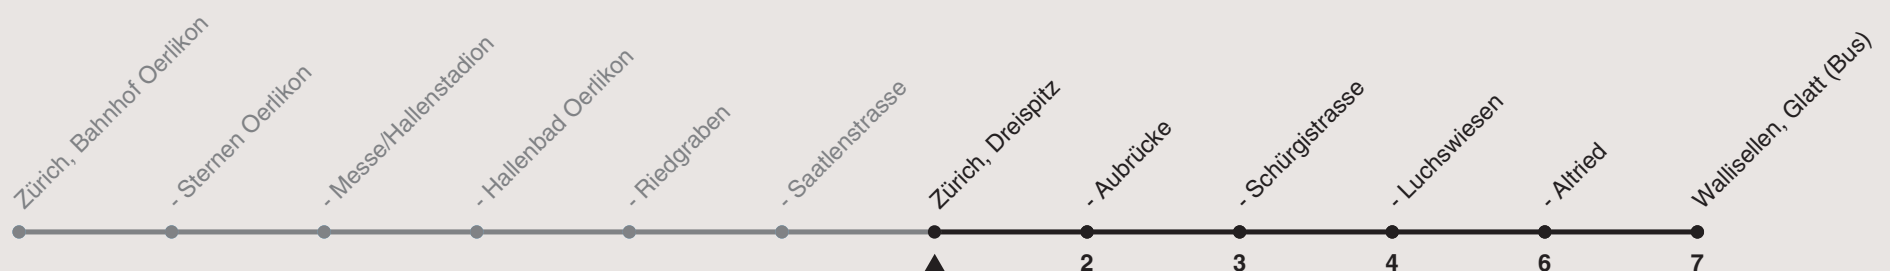 Zürich, Bahnhof Oerlikon
- Sternen Oerlikon
- Messe/Hallenstadion
- Hallenbad Oerlikon
- Riedgraben
- Saatlenstrasse
Zürich, Dreispitz
- Aubrücke
- Schürgistrasse
- Luchswiesen
- Altried
Wallisellen, Glatt (Bus)
2 3 4 6 7